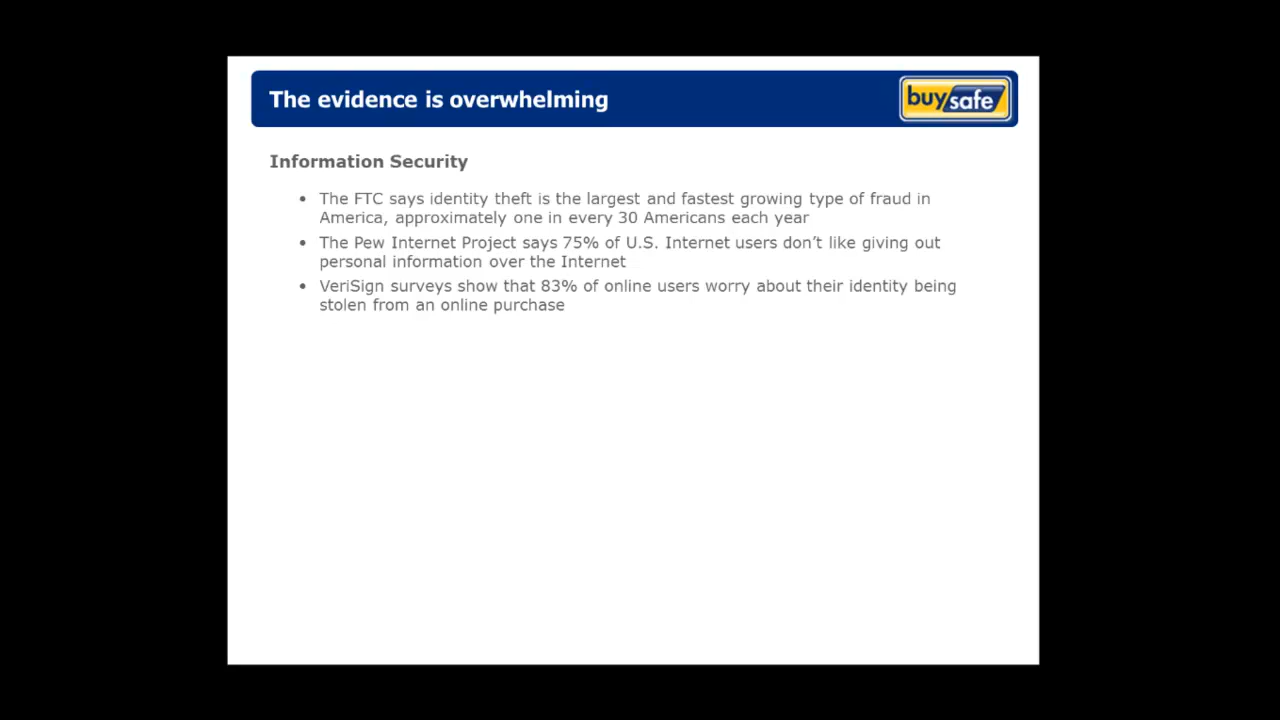 The evidence is overwhelming
buy safe
Information Security
• The FTC says identity theft is the largest and fastest growing type of fraud in
America, approximately one in every 30 Americans each year
• The Pew Internet Project says 75% of U.S. Internet users don’t like giving out
personal information over the Internet
• VeriSign surveys show that 83% of online users worry about their identity being
stolen from an online purchase